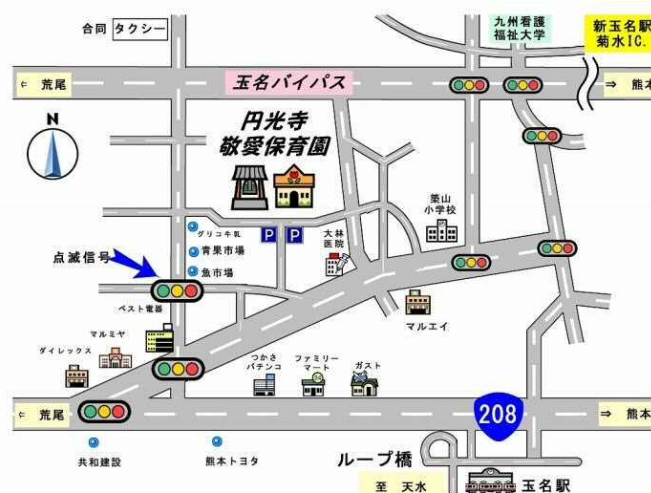 合同 タクシー
九州看護
福祉大学
新玉名駅
菊水IC.
⇐ 荒尾
玉名バイパス
⇒ 熊本
N
円光寺
敬愛保育園
築山
小学校
グリコキ乳
P P
大林
医院
青果市場
点滅信号
魚市場
ベスト電器
マルエイ
マルミヤ
ダイレックス
つかさ
パチンコ
ファミリー
マート
ガスト
⇐ 荒尾
208
⇒ 熊本
共和建設
熊本トヨタ
ループ橋
至 天水
玉名駅